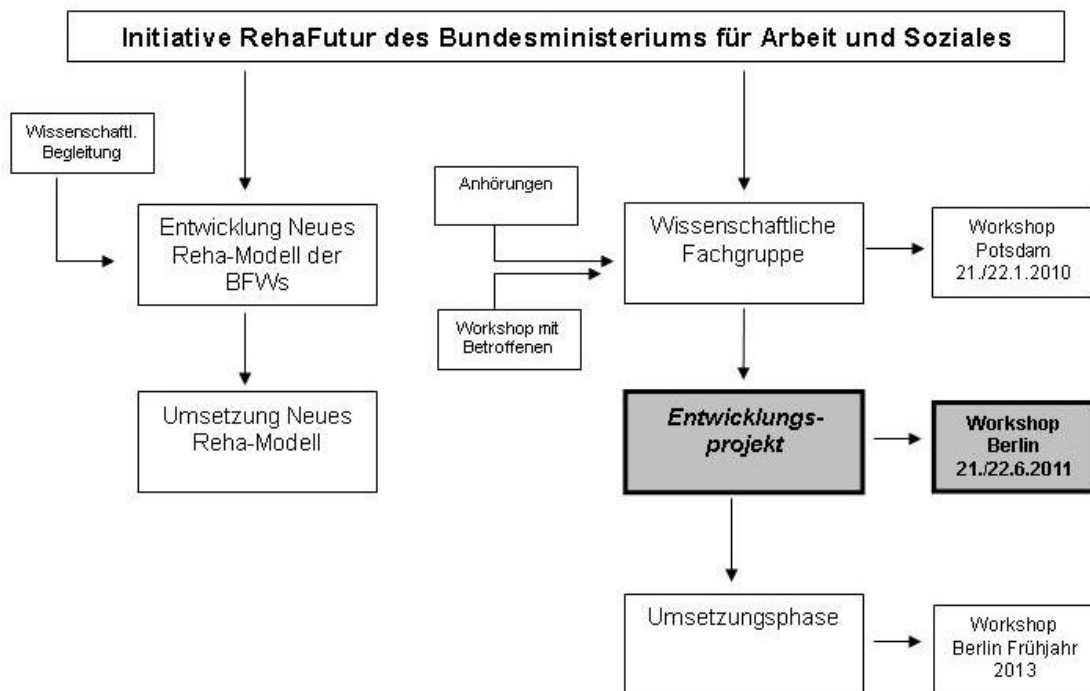 Initiative RehaFutur des Bundesministeriums für Arbeit und Soziales
Wissenschaftl.
Begleitung
Entwicklung Neues
Reha-Modell der
BFWs
Umsetzung Neues
Reha-Modell
Anhörungen
Workshop mit
Betroffenen
Wissenschaftliche
Fachgruppe
Workshop
Potsdam
21./22.1.2010
Entwicklungs-
projekt
Workshop
Berlin
21./22.6.2011
Umsetzungsphase
Workshop
Berlin Frühjahr
2013